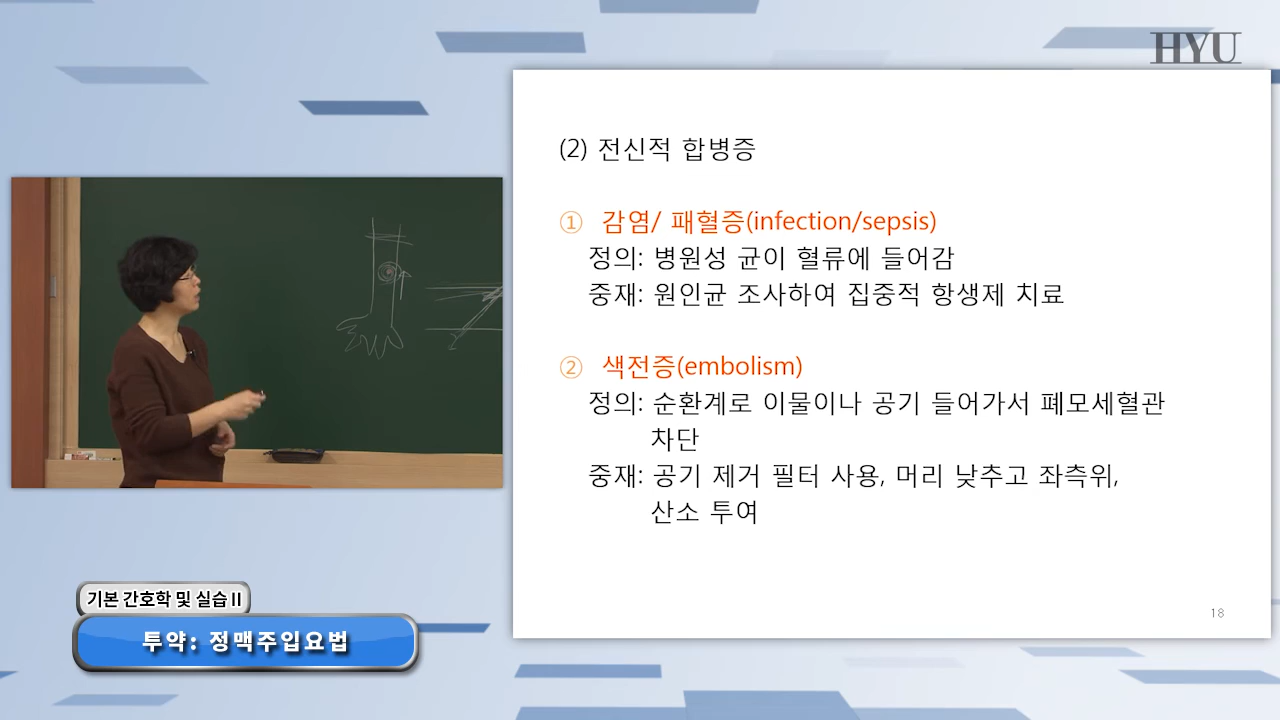 HYU
(2) 전신적 합병증
① 감염/ 패혈증(infection/sepsis)
정의: 병원성 균이 혈류에 들어감
중재: 원인균 조사하여 집중적 항생제 치료
② 색전증(embolism)
정의: 순환계로 이물이나 공기 들어가서 폐모세혈관
차단
중재: 공기 제거 필터 사용, 머리 낮추고 좌측위,
산소 투여
18
기본 간호학 및 실습 II
투약: 정맥주입요법